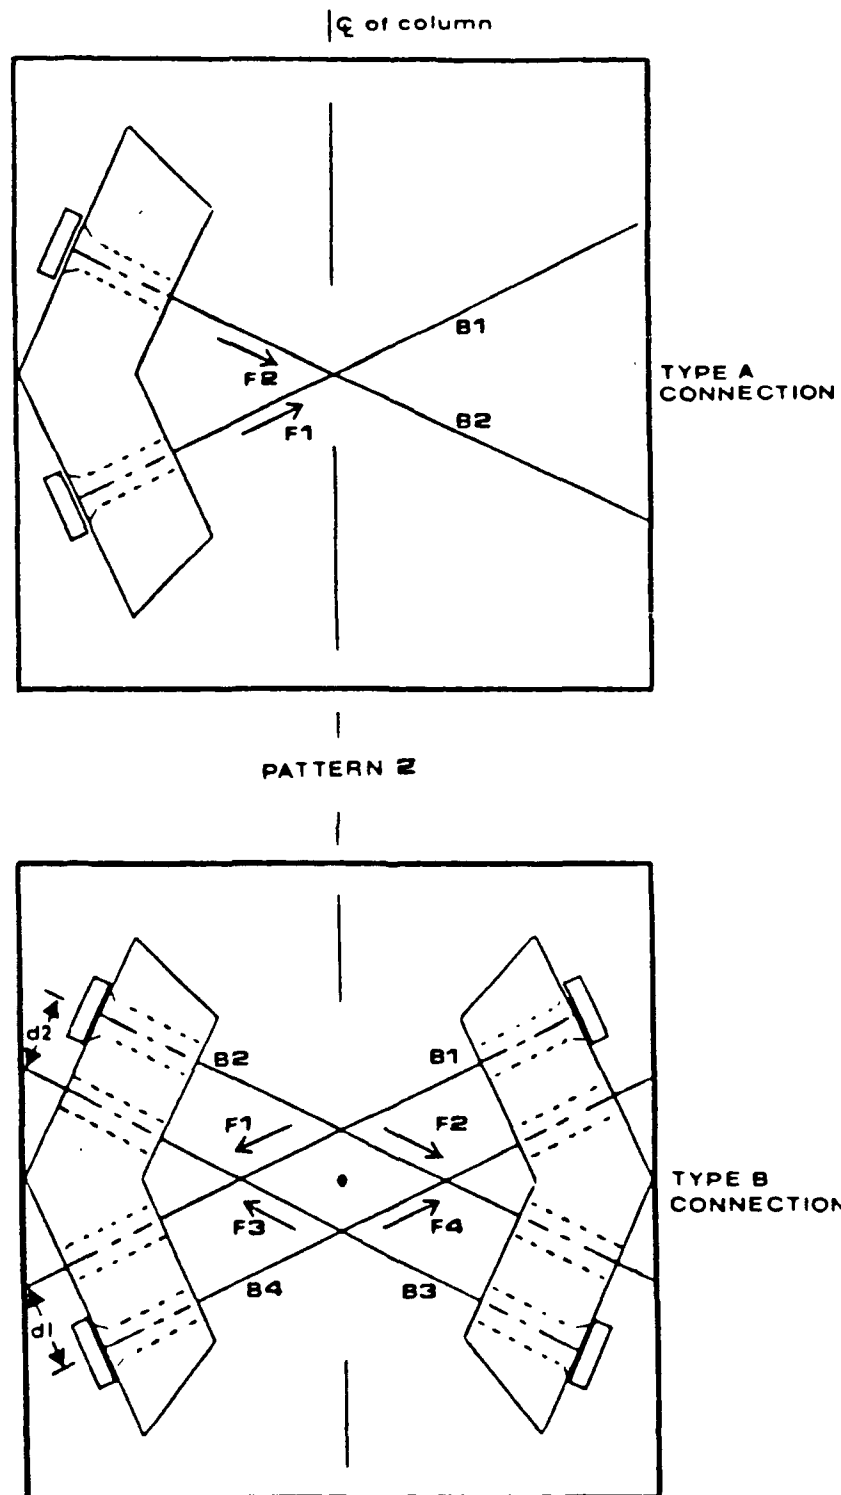 ℄ of column
B1
F2
TYPE A
CONNECTION
B2
F1
PATTERN 2
d2
B2
B1
F1
F2
TYPE B
CONNECTION
F3
F4
B4
B3
d1